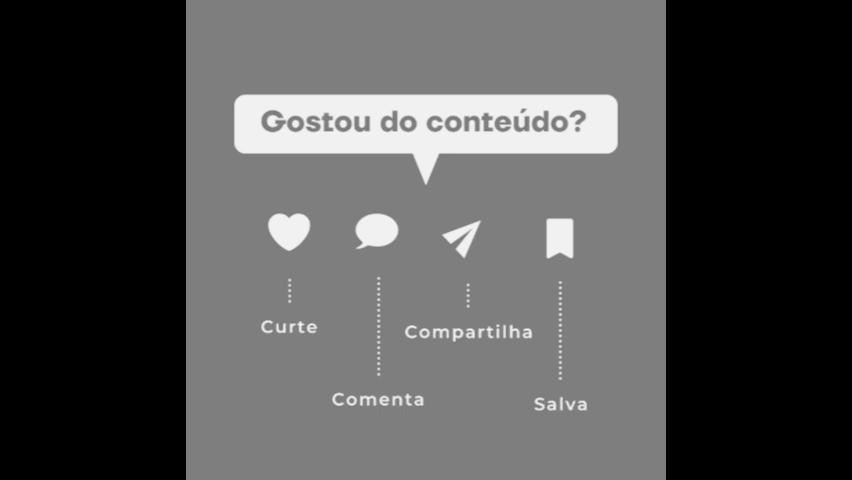 Gostou do conteúdo?
Curte
Compartilha
Comenta
Salva